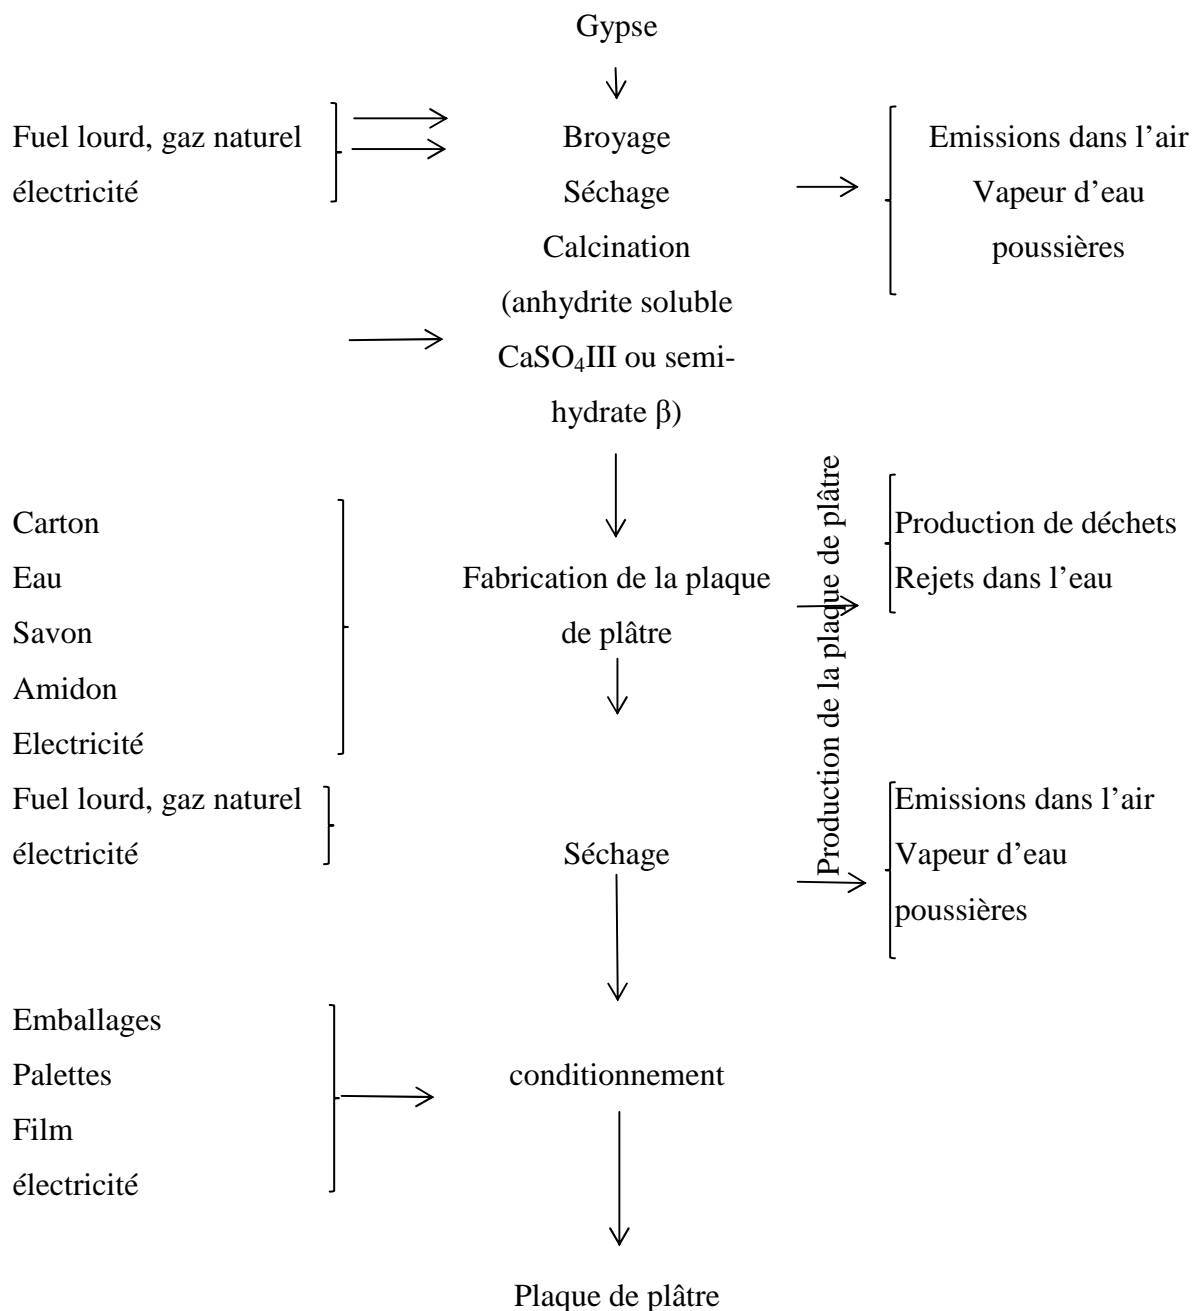 Gypse
Fuel lourd, gaz naturel
électricité
Broyage
Séchage
Calcination
(anhydrite soluble
CaSO₄III ou semi-
hydrate β)
Emissions dans l’air
Vapeur d’eau
poussières
Carton
Eau
Savon
Amidon
Electricité
Fabrication de la plaque
de plâtre
Production de la plaque de plâtre
Production de déchets
Rejets dans l’eau
Fuel lourd, gaz naturel
électricité
Séchage
Emissions dans l’air
Vapeur d’eau
poussières
Emballages
Palettes
Film
électricité
conditionnement
Plaque de plâtre